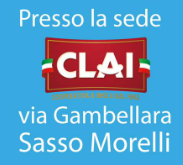 Presso la sede
CLAI
via Gambellara
Sasso Morelli